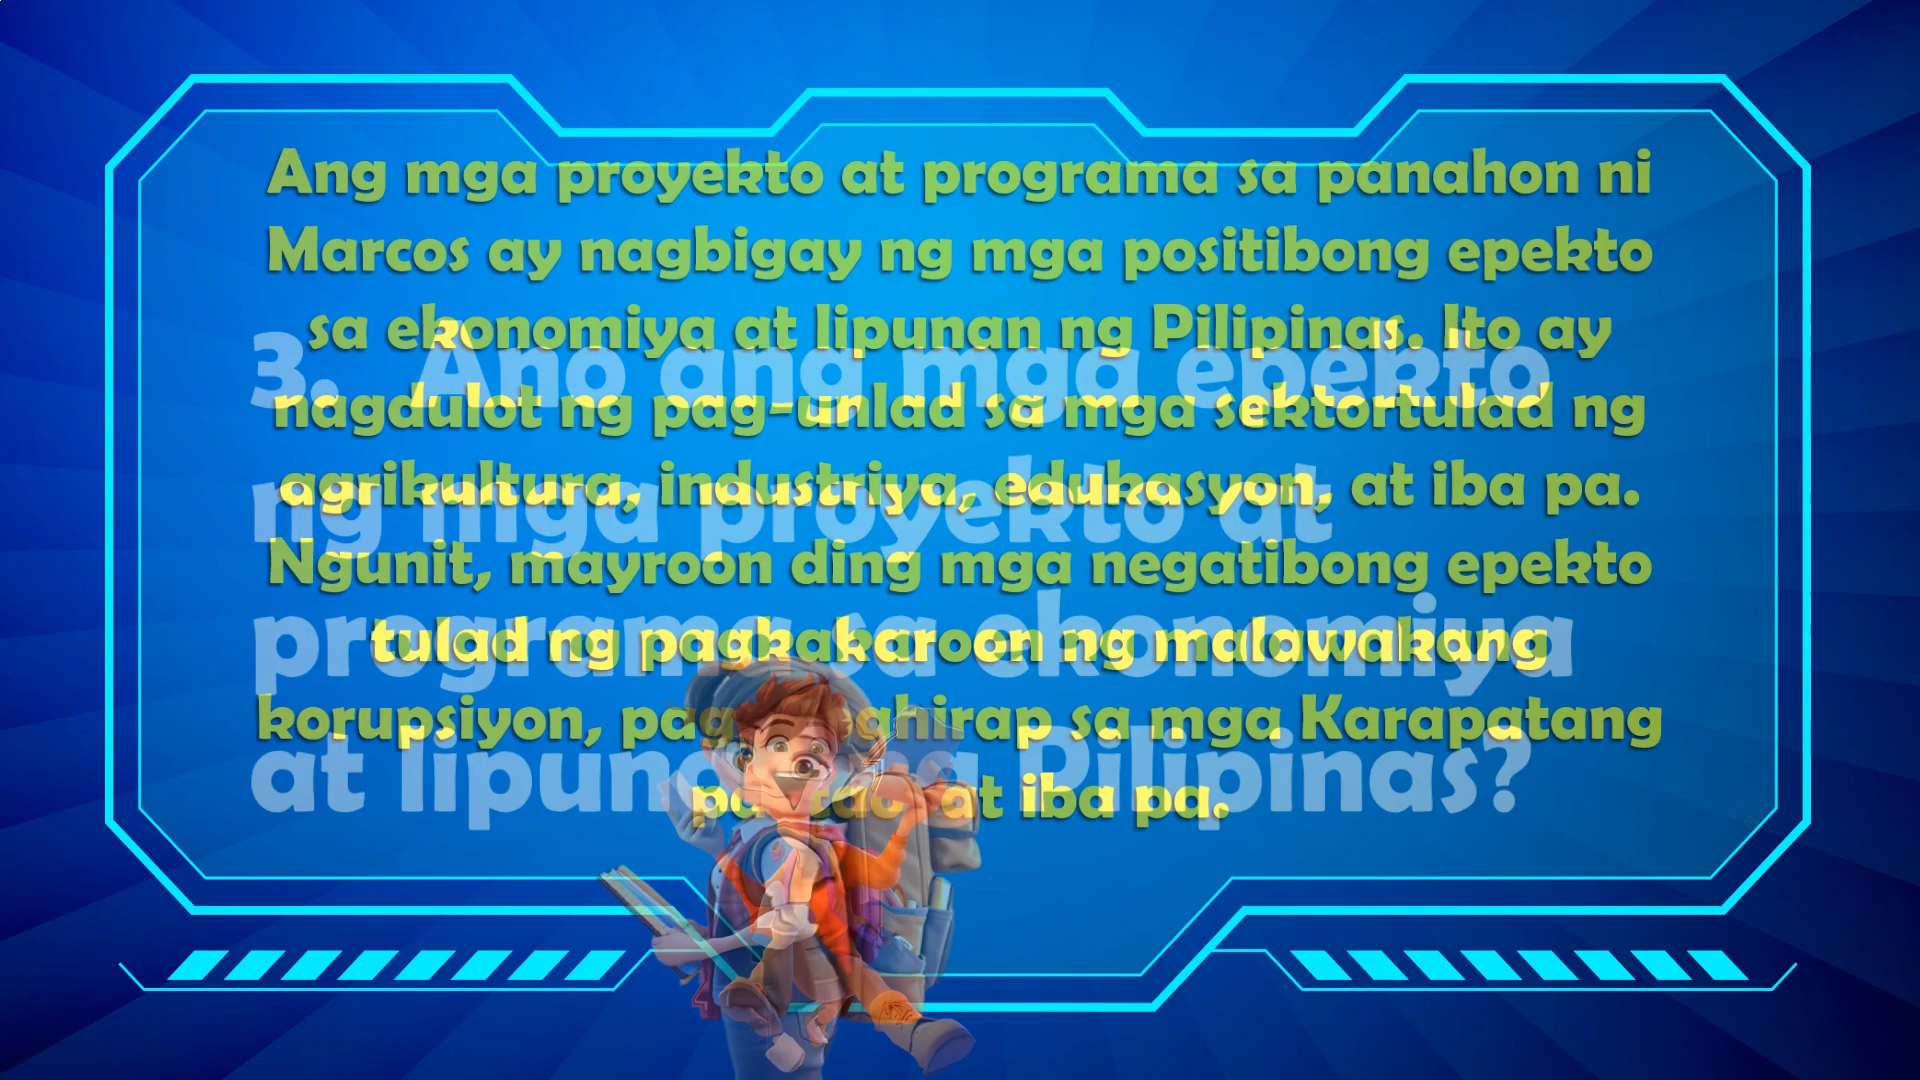 Ang mga proyekto at programa sa panahon ni
Marcos ay nagbigay ng mga positibong epekto
sa ekonomiya at lipunan ng Pilipinas. Ito ay
nagdulot ng pag-unlad sa mga sektortulad ng
agrikultura, industriya, edukasyon, at iba pa.
Ngunit, mayroon ding mga negatibong epekto
tulad ng pagkakaroon ng malawakang
korupsiyon, sa mga Karapatang
at iba pa.
3. Ano ang mga epekto
ng mga proyekto at
programa sa ekonomiya
at lipunan ng Pilipinas?